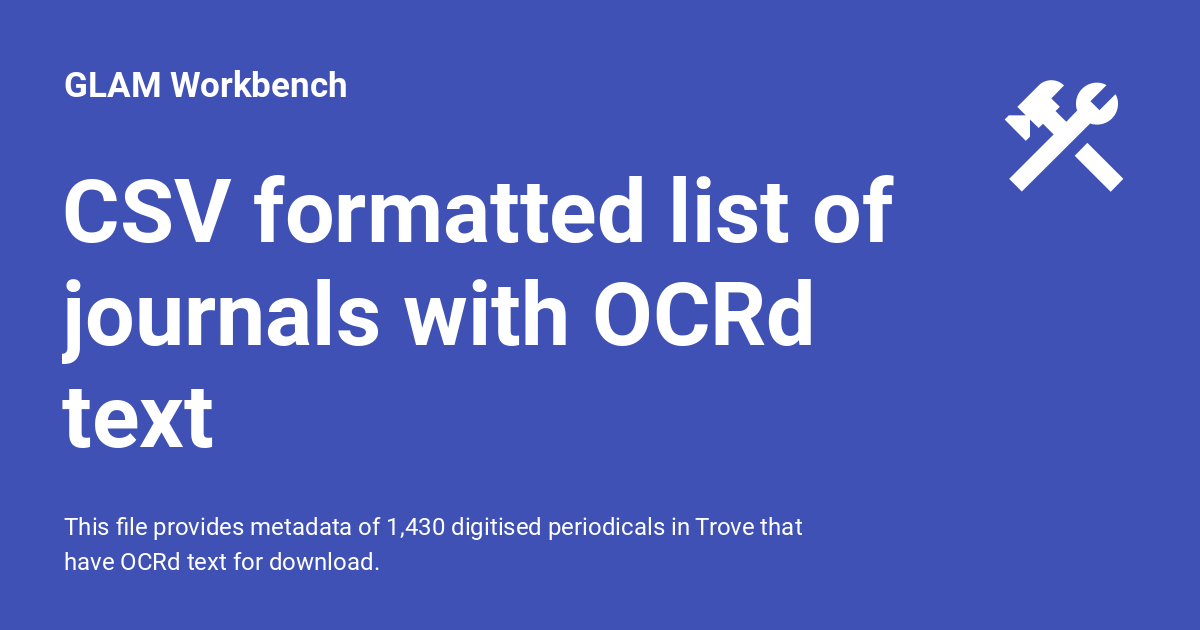 GLAM Workbench
CSV formatted list of
journals with OCRd
text
This file provides metadata of 1,430 digitised periodicals in Trove that
have OCRd text for download.